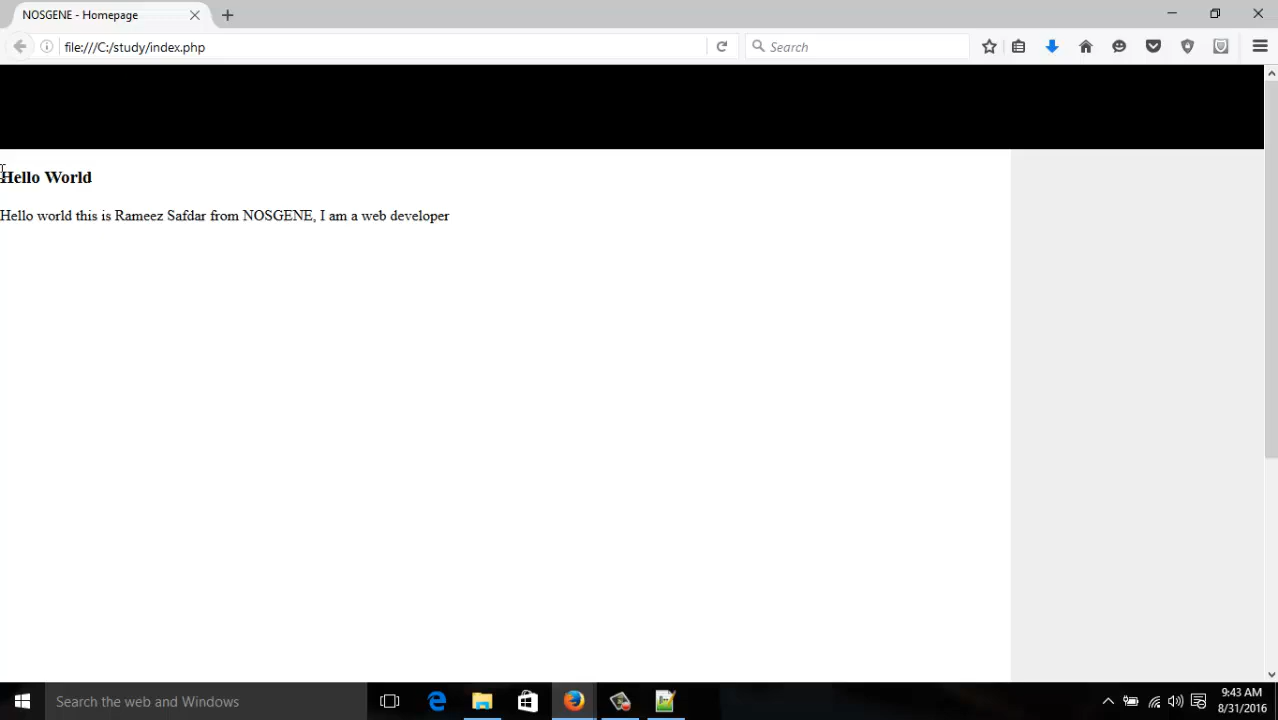 NOSGENE - Homepage
file:///C:/study/index.php
Search
Hello World
Hello world this is Rameez Safdar from NOSGENE, I am a web developer
Search the web and Windows
9:43 AM
8/31/2016